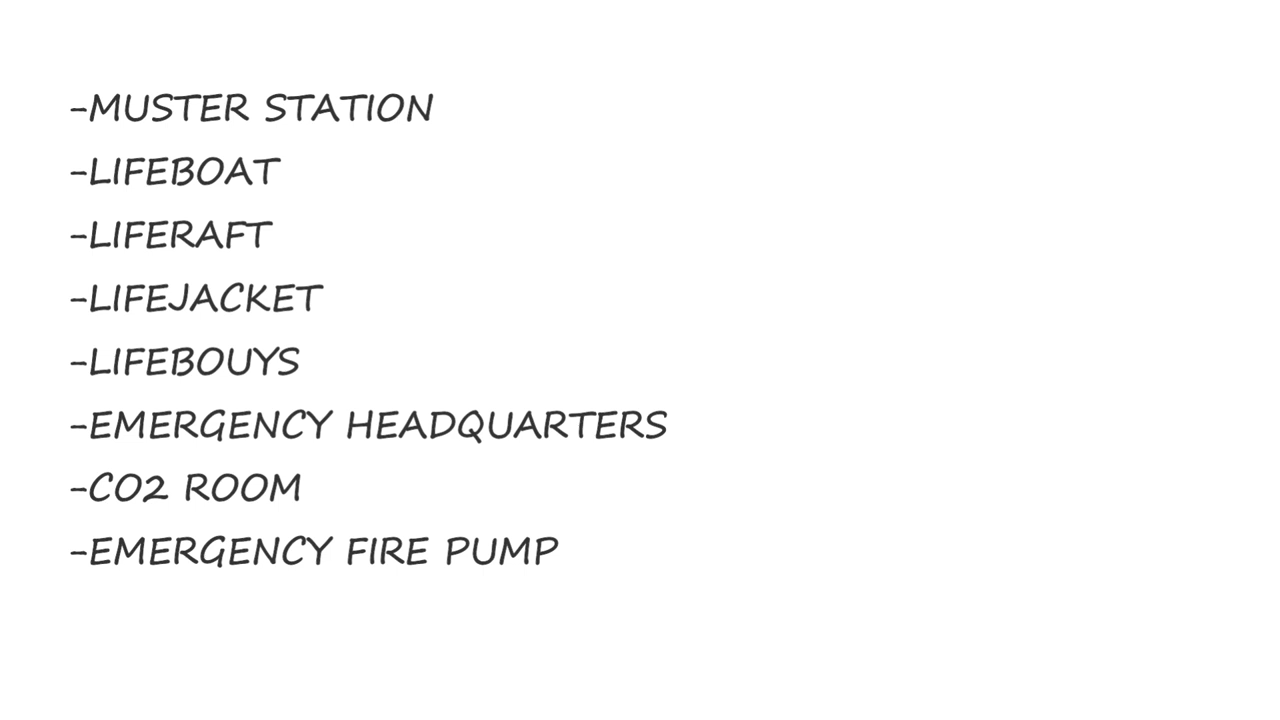 -MUSTER STATION
-LIFEBOAT
-LIFERAFT
-LIFEJACKET
-LIFEBOUYS
-EMERGENCY HEADQUARTERS
-CO2 ROOM
-EMERGENCY FIRE PUMP